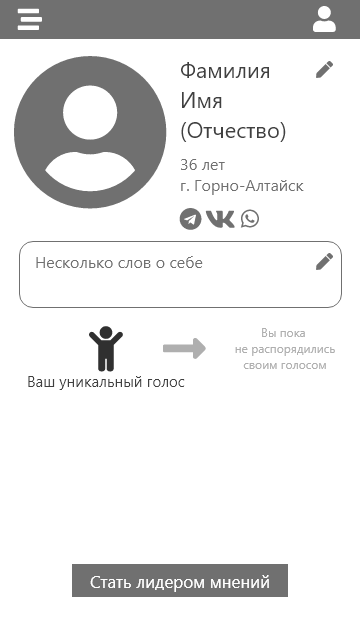 Фамилия
Имя
(Отчество)
36 лет
г. Горно-Алтайск
Несколько слов о себе
Вы пока
не распорядились
своим голосом
Ваш уникальный голос
Стать лидером мнений